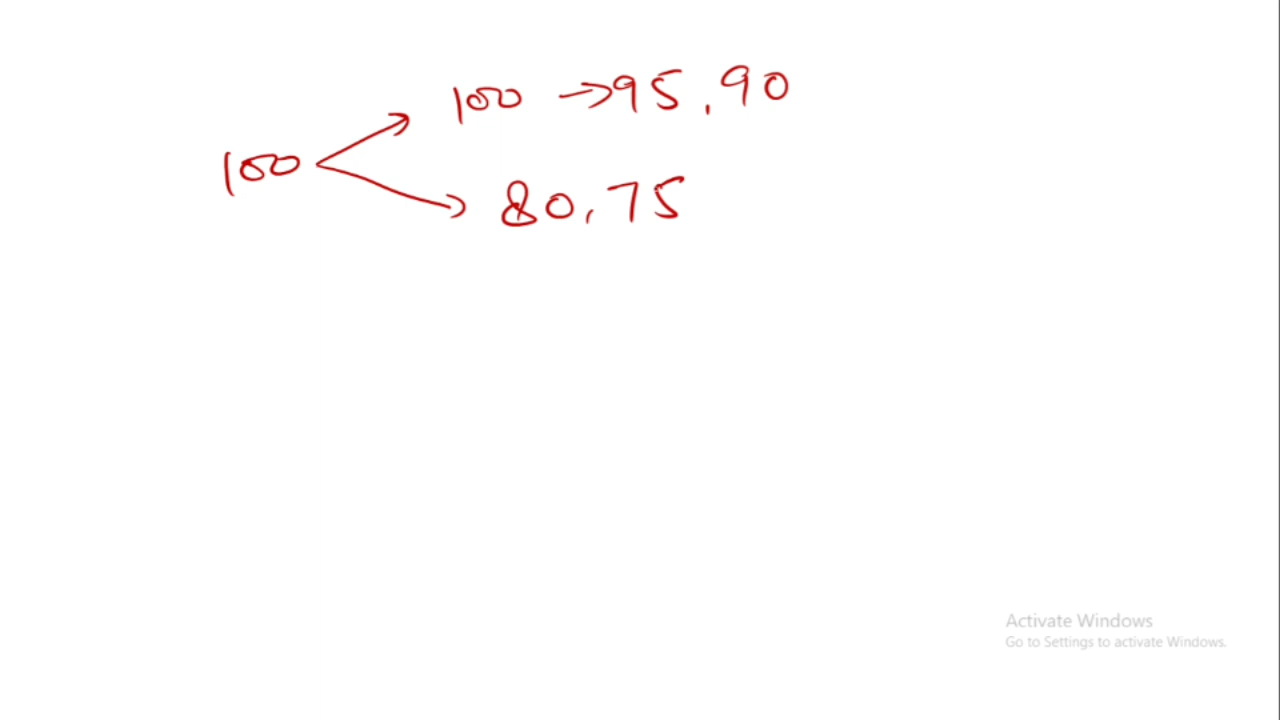 100 → 95, 90
100
80, 75
Activate Windows
Go to Settings to activate Windows.